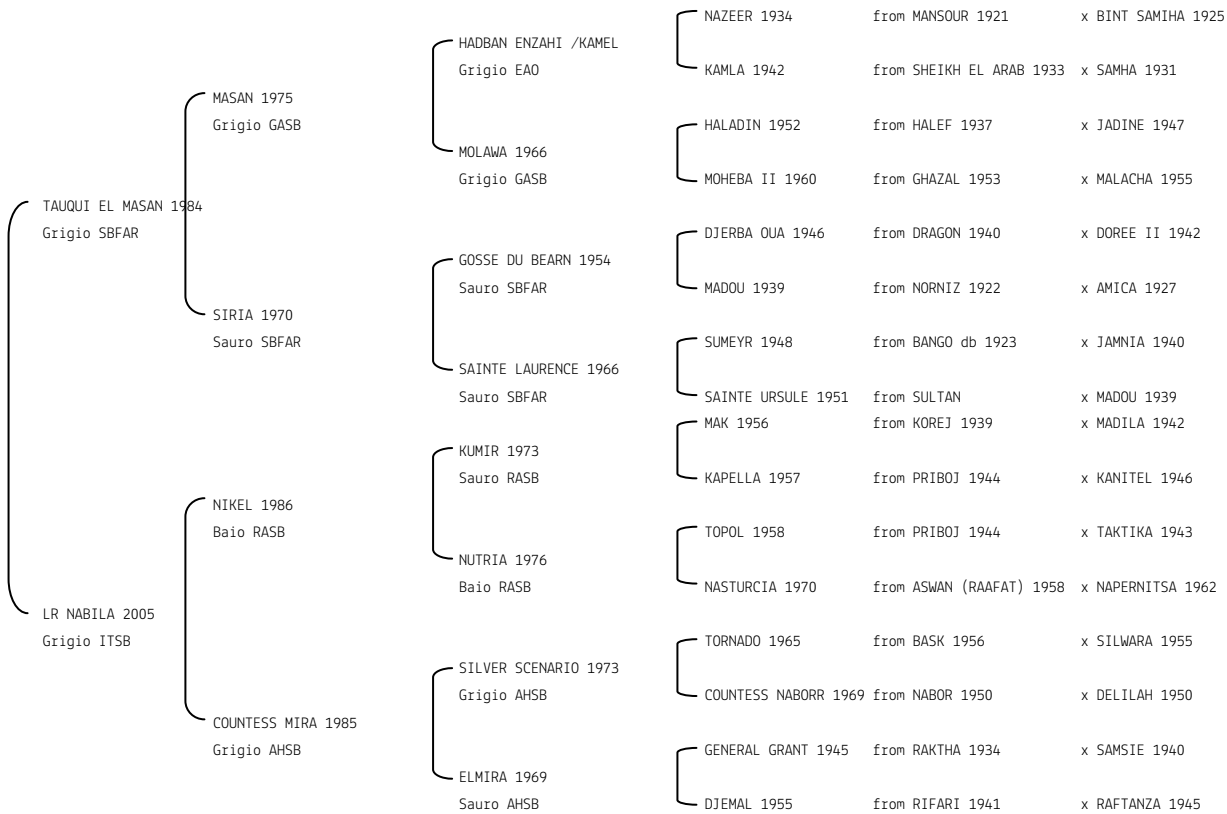 NAZEER 1934 from MANSOUR 1921 x BINT SAMIHA 1925
HADBAN ENZAHI /KAMEL
Grigio EAO
KAMLA 1942 from SHEIKH EL ARAB 1933 x SAMHA 1931
MASAN 1975
Grigio GASB
HALADIN 1952 from HALEF 1937 x JADINE 1947
MOLAWA 1966
Grigio GASB
MOHEBA II 1960 from GHAZAL 1953 x MALACHA 1955
TAUQUI EL MASAN 1984
Grigio SBFAR
DJERBA OUA 1946 from DRAGON 1940 x DOREE II 1942
GOSSE DU BEARN 1954
Sauro SBFAR
MADOU 1939 from NORNIZ 1922 x AMICA 1927
SIRIA 1970
Sauro SBFAR
SUMEYR 1948 from BANGO db 1923 x JAMNIA 1940
SAINTE LAURENCE 1966
Sauro SBFAR
SAINTE URSULE 1951 from SULTAN x MADOU 1939
MAK 1956 from KOREJ 1939 x MADILA 1942
KUMIR 1973
Sauro RASB
KAPELLA 1957 from PRIBOJ 1944 x KANITEL 1946
NIKEL 1986
Baio RASB
TOPOL 1958 from PRIBOJ 1944 x TAKTIKA 1943
NUTRIA 1976
Baio RASB
NASTURCIA 1970 from ASWAN (RAAFAT) 1958 x NAPERNITSA 1962
LR NABILA 2005
Grigio ITSB
TORNADO 1965 from BASK 1956 x SILWARA 1955
SILVER SCENARIO 1973
Grigio AHSB
COUNTESS NABORR 1969 from NABOR 1950 x DELILAH 1950
COUNTESS MIRA 1985
Grigio AHSB
GENERAL GRANT 1945 from RAKTHA 1934 x SAMSIE 1940
ELMIRA 1969
Sauro AHSB
DJEMAL 1955 from RIFARI 1941 x RAFTANZA 1945